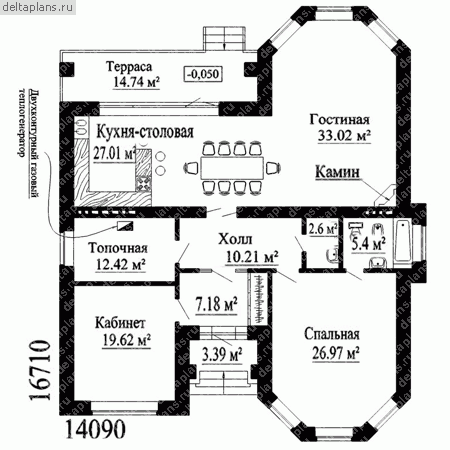 deltaplans.ru
Терраса
14.74 м²
-0,050
Двухконтурный газовый
теплогенератор
Кухня-столовая
27.01 м²
Гостиная
33.02 м²
Камин
Топочная
12.42 м²
Холл
10.21 м²
2.6 м²
5.4 м²
7.18 м²
Кабинет
19.62 м²
3.39 м²
Спальная
26.97 м²
16710
14090